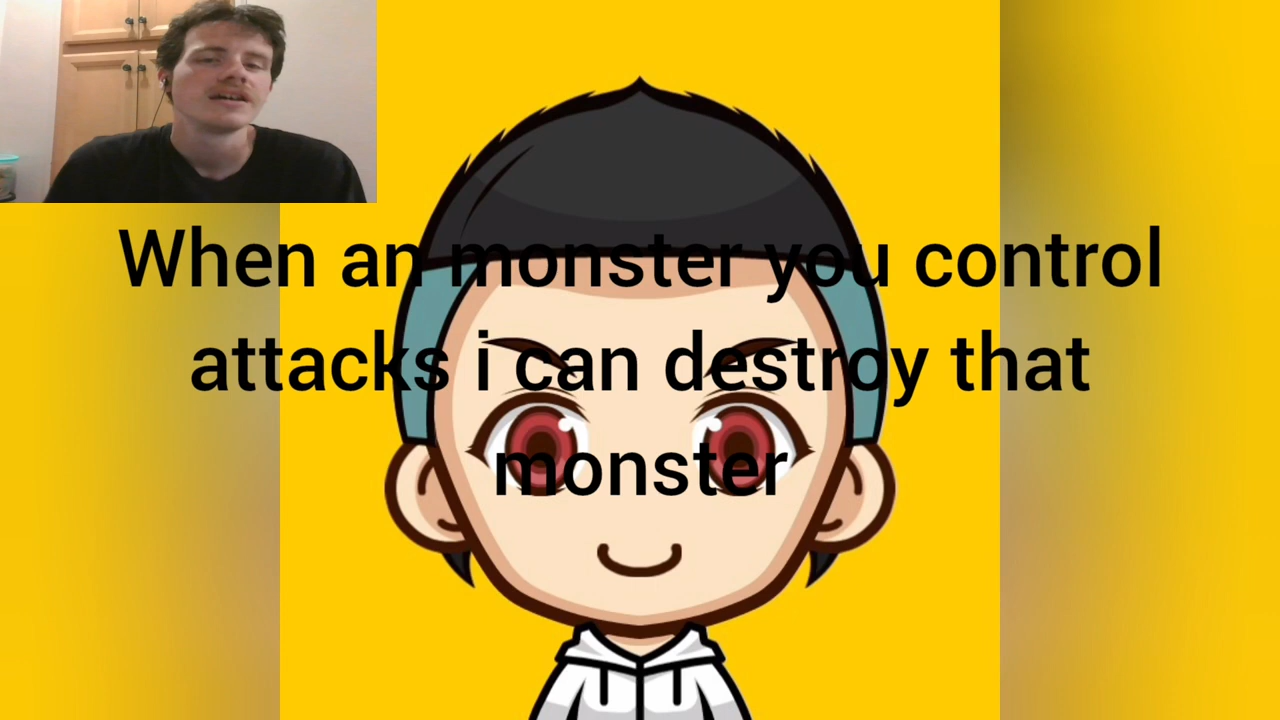 When an monster you control
attacks i can destroy that
monster